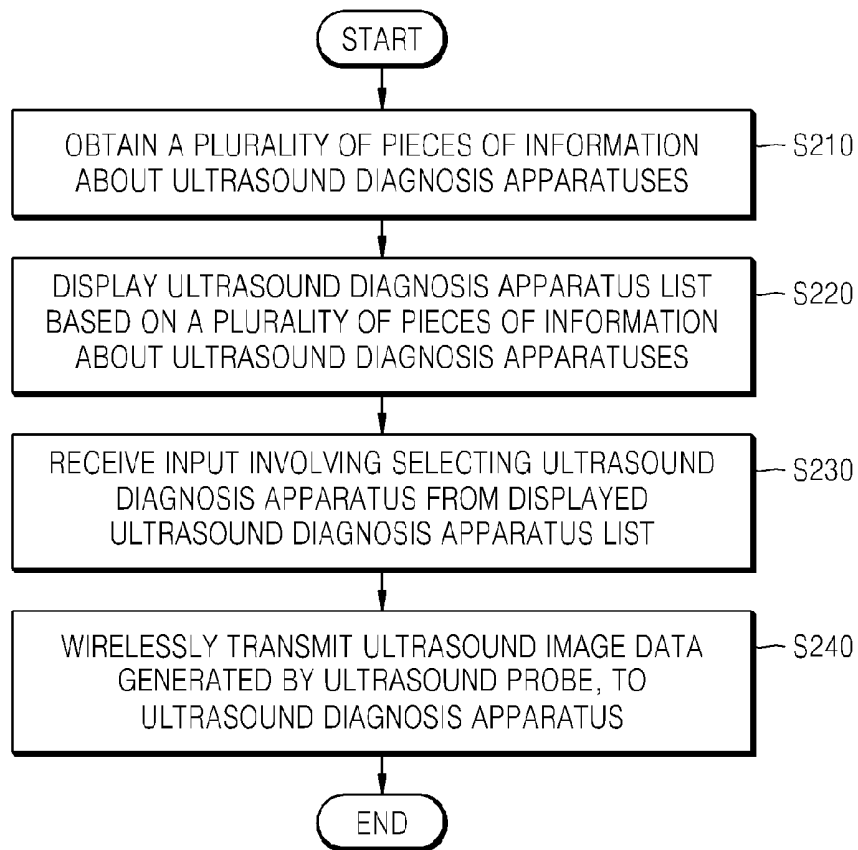 START
OBTAIN A PLURALITY OF PIECES OF INFORMATION
ABOUT ULTRASOUND DIAGNOSIS APPARATUSES
S210
DISPLAY ULTRASOUND DIAGNOSIS APPARATUS LIST
BASED ON A PLURALITY OF PIECES OF INFORMATION
ABOUT ULTRASOUND DIAGNOSIS APPARATUSES
S220
RECEIVE INPUT INVOLVING SELECTING ULTRASOUND
DIAGNOSIS APPARATUS FROM DISPLAYED
ULTRASOUND DIAGNOSIS APPARATUS LIST
S230
WIRELESSLY TRANSMIT ULTRASOUND IMAGE DATA
GENERATED BY ULTRASOUND PROBE, TO
ULTRASOUND DIAGNOSIS APPARATUS
S240
END